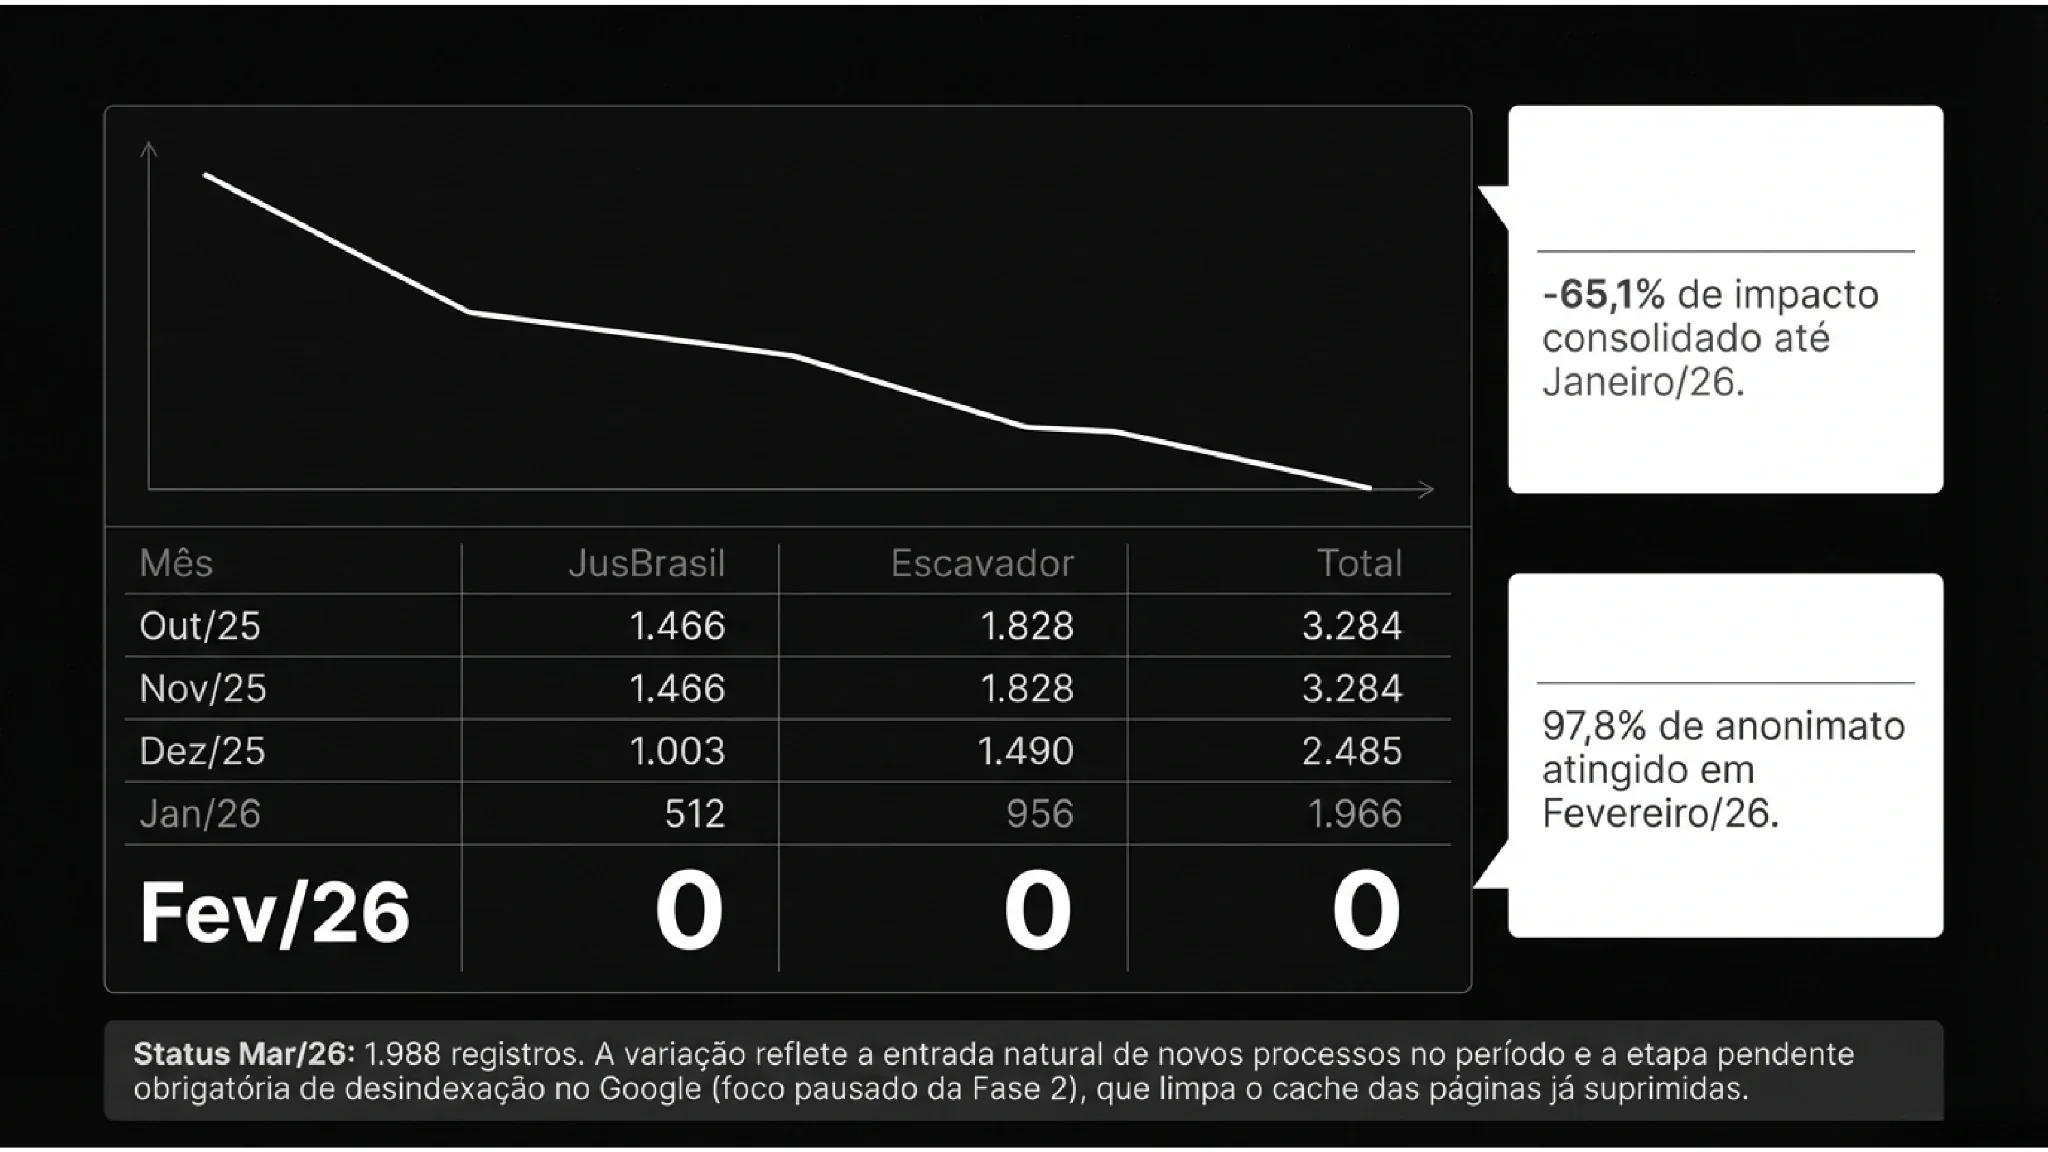 -65,1% de impacto
consolidado até
Janeiro/26.
Mês JusBrasil Escavador Total
Out/25 1.466 1.828 3.284
Nov/25 1.466 1.828 3.284
Dez/25 1.003 1.490 2.485
Jan/26 512 956 1.966
Fev/26 0 0 0
97,8% de anonimato
atingido em
Fevereiro/26.
Status Mar/26: 1.988 registros. A variação reflete a entrada natural de novos processos no período e a etapa pendente
obrigatória de desindexação no Google (foco pausado da Fase 2), que limpa o cache das páginas já suprimidas.